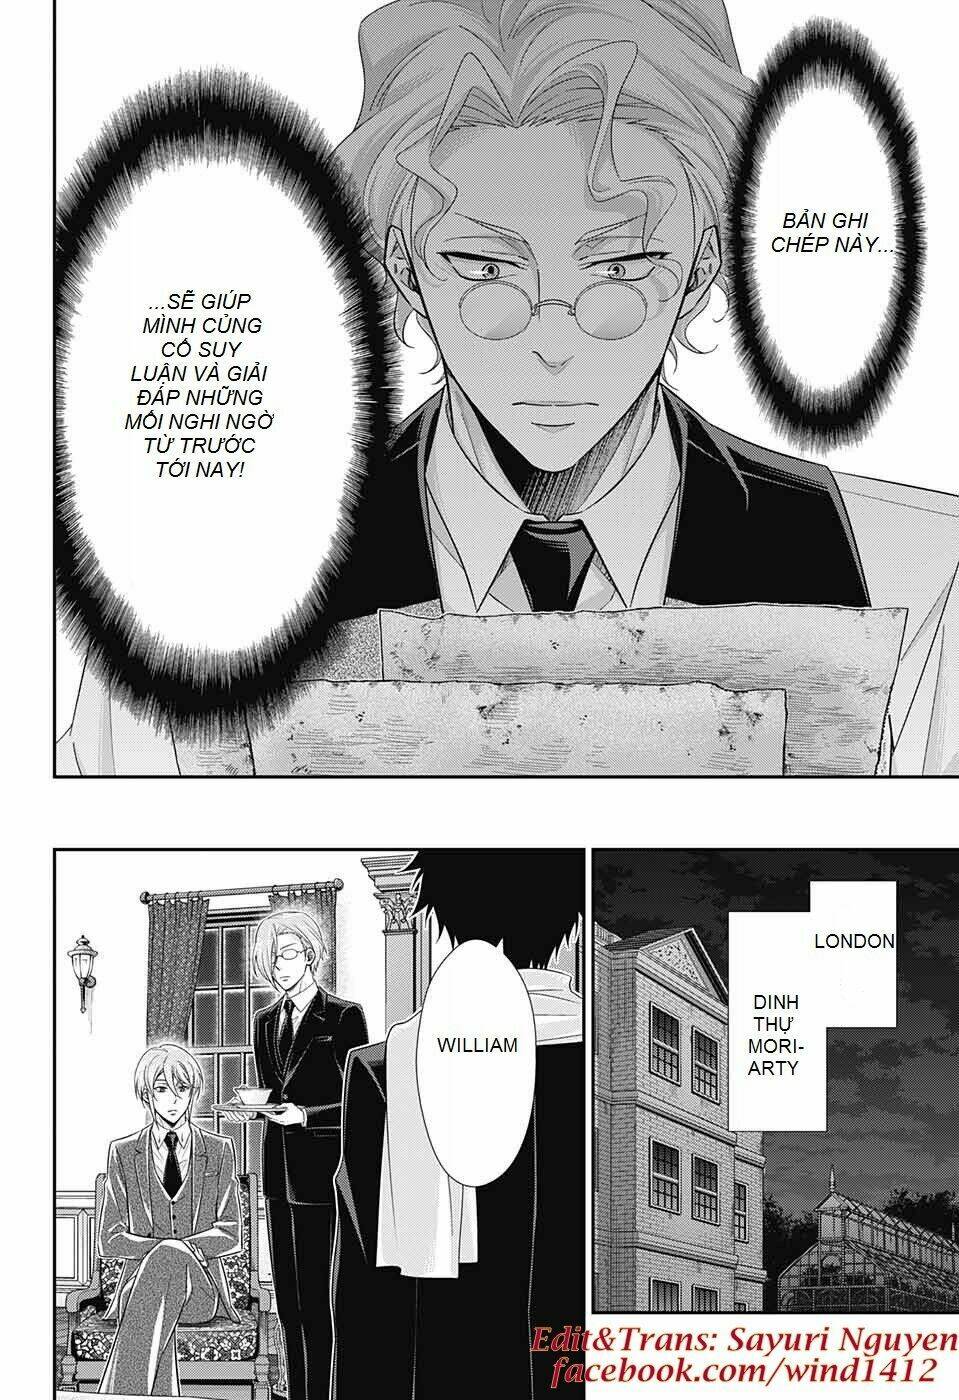 BẢN GHI
CHÉP NÀY...
...SẼ GIÚP
MÌNH CỦNG
CỐ SUY
LUẬN VÀ GIẢI
ĐÁP NHỮNG
MỐI NGHI NGỜ
TỪ TRƯỚC
TỚI NAY!
LONDON
DINH
THỰ
MORI-
ARTY
WILLIAM
Edit&Trans: Sayuri Nguyen
facebook.com/wind1412